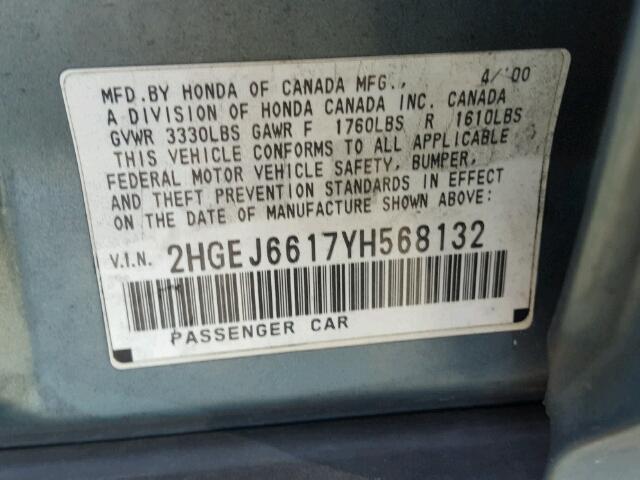 MFD.BY HONDA OF CANADA MFG., 4/'00
A DIVISION OF HONDA CANADA INC. CANADA
GVWR 3330LBS GAWR F 1760LBS R 1610LBS
THIS VEHICLE CONFORMS TO ALL APPLICABLE
FEDERAL MOTOR VEHICLE SAFETY, BUMPER,
AND THEFT PREVENTION STANDARDS IN EFFECT
ON THE DATE OF MANUFACTURE SHOWN ABOVE:
V.I.N. 2HGEJ6617YH568132
PASSENGER CAR